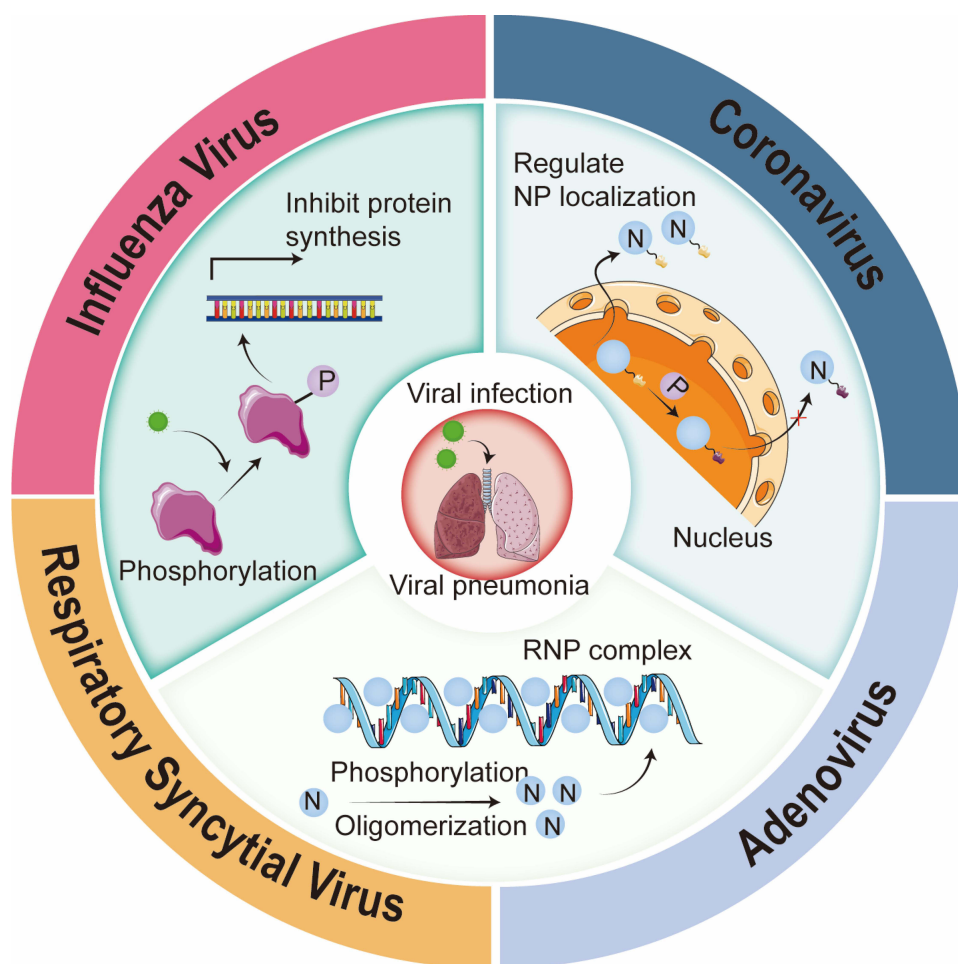 Influenza Virus
Coronavirus
Respiratory Syncytial Virus
Adenovirus
Inhibit protein
synthesis
P
Phosphorylation
Regulate
NP localization
N
N
N
P
Nucleus
Viral infection
Viral pneumonia
RNP complex
Phosphorylation
Oligomerization
N
N
N
N